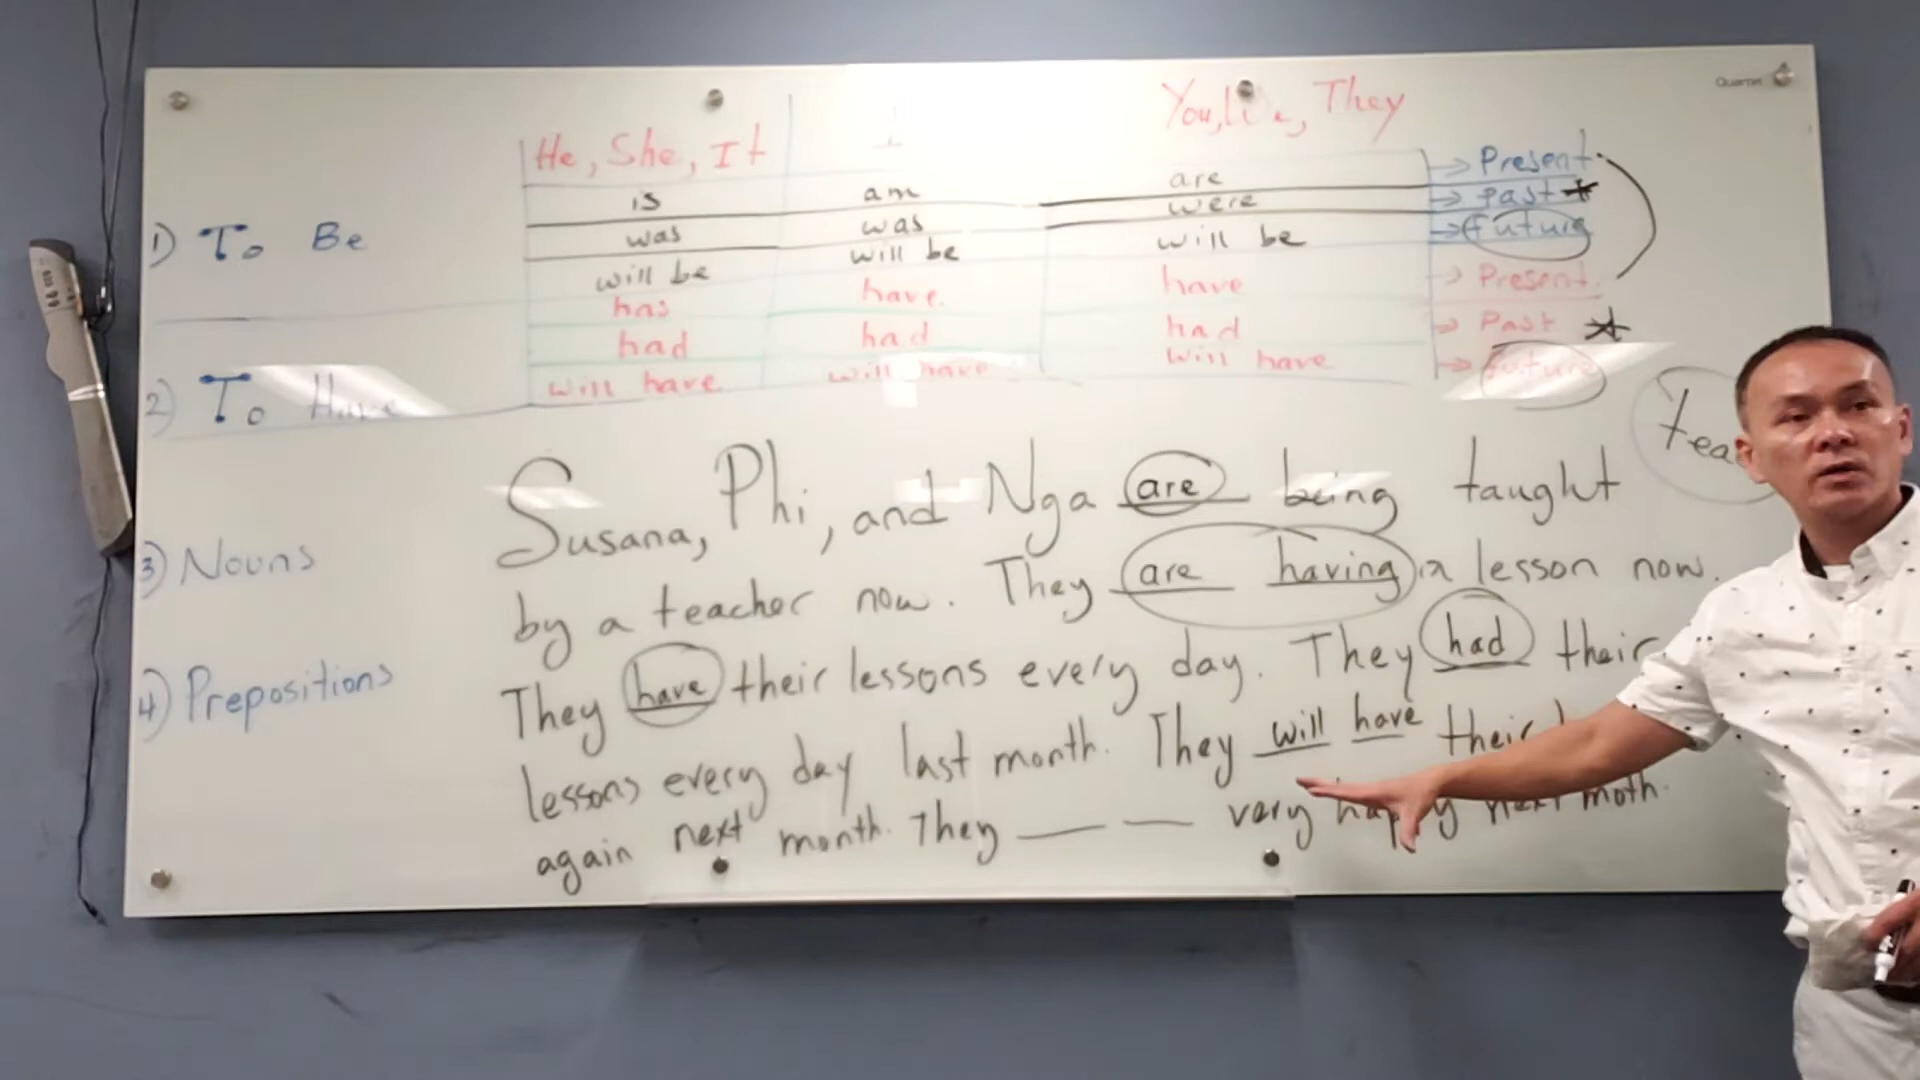 Quartet
He, She, It I You, We, They
is am are → Present
was was were → Past *
will be will be will be → future
has have have → Present
had had had → Past *
will have will have will have → future
1) To Be
2) To Have
3) Nouns
4) Prepositions
Susana, Phi, and Nga are being taught
by a teacher now. They are having a lesson now.
They have their lessons every day. They had their
lessons every day last month. They will have their
again next month. They ___ ___ very happy next moth.